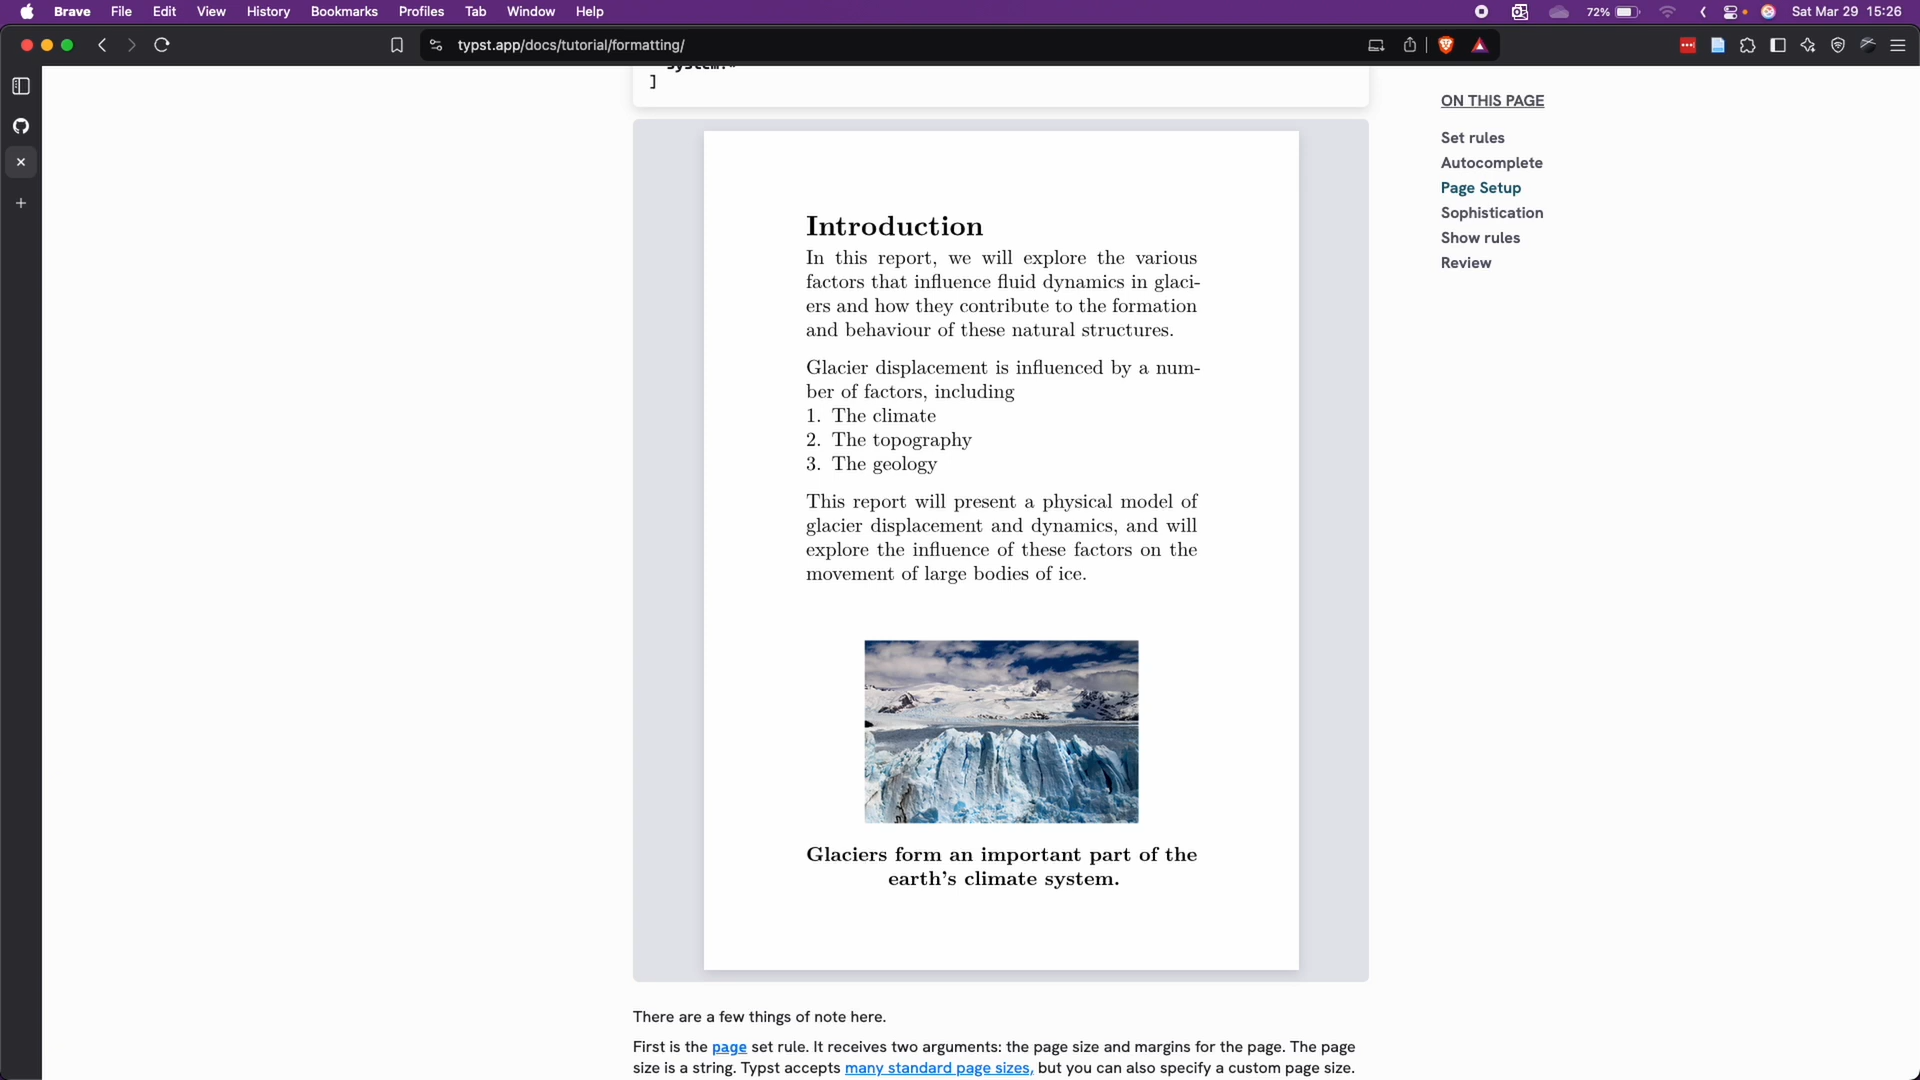 Brave File Edit View History Bookmarks Profiles Tab Window Help 72% Sat Mar 29 15:26
typst.app/docs/tutorial/formatting/
]
Introduction
In this report, we will explore the various
factors that influence fluid dynamics in glaci-
ers and how they contribute to the formation
and behaviour of these natural structures.
Glacier displacement is influenced by a num-
ber of factors, including
1. The climate
2. The topography
3. The geology
This report will present a physical model of
glacier displacement and dynamics, and will
explore the influence of these factors on the
movement of large bodies of ice.
Glaciers form an important part of the
earth's climate system.
There are a few things of note here.
First is the page set rule. It receives two arguments: the page size and margins for the page. The page
size is a string. Typst accepts many standard page sizes, but you can also specify a custom page size.
ON THIS PAGE
Set rules
Autocomplete
Page Setup
Sophistication
Show rules
Review